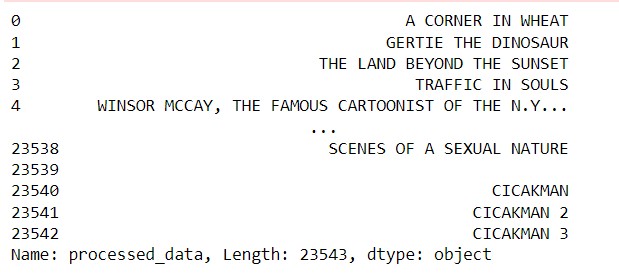 0 A CORNER IN WHEAT
1 GERTIE THE DINOSAUR
2 THE LAND BEYOND THE SUNSET
3 TRAFFIC IN SOULS
4 WINSOR MCCAY, THE FAMOUS CARTOONIST OF THE N.Y...
...
23538 SCENES OF A SEXUAL NATURE
23539
23540 CICAKMAN
23541 CICAKMAN 2
23542 CICAKMAN 3
Name: processed_data, Length: 23543, dtype: object